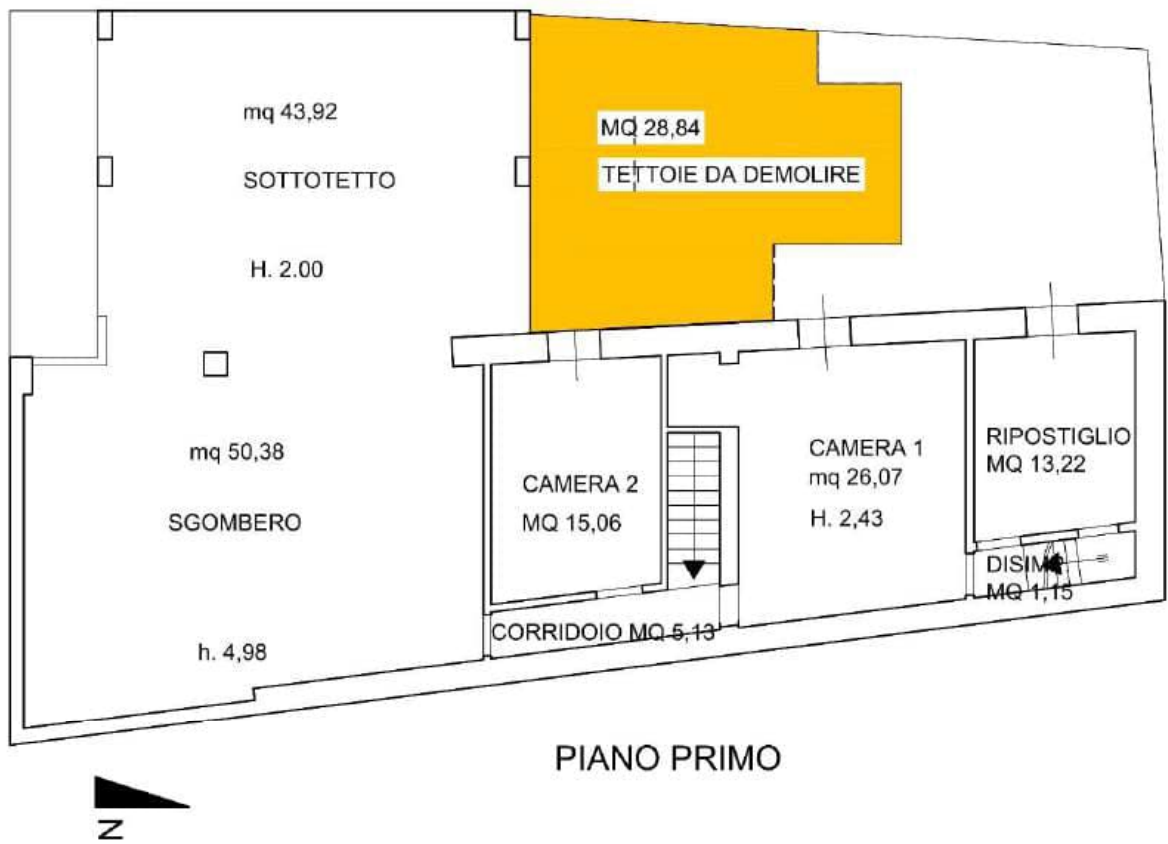 mq 43,92
SOTTOTETTO
H. 2.00
MQ 28,84
TETTOIE DA DEMOLIRE
mq 50,38
SGOMBERO
h. 4,98
CAMERA 2
MQ 15,06
CORRIDOIO MQ 5,13
CAMERA 1
mq 26,07
H. 2,43
RIPOSTIGLIO
MQ 13,22
MQ 1,15
PIANO PRIMO
N